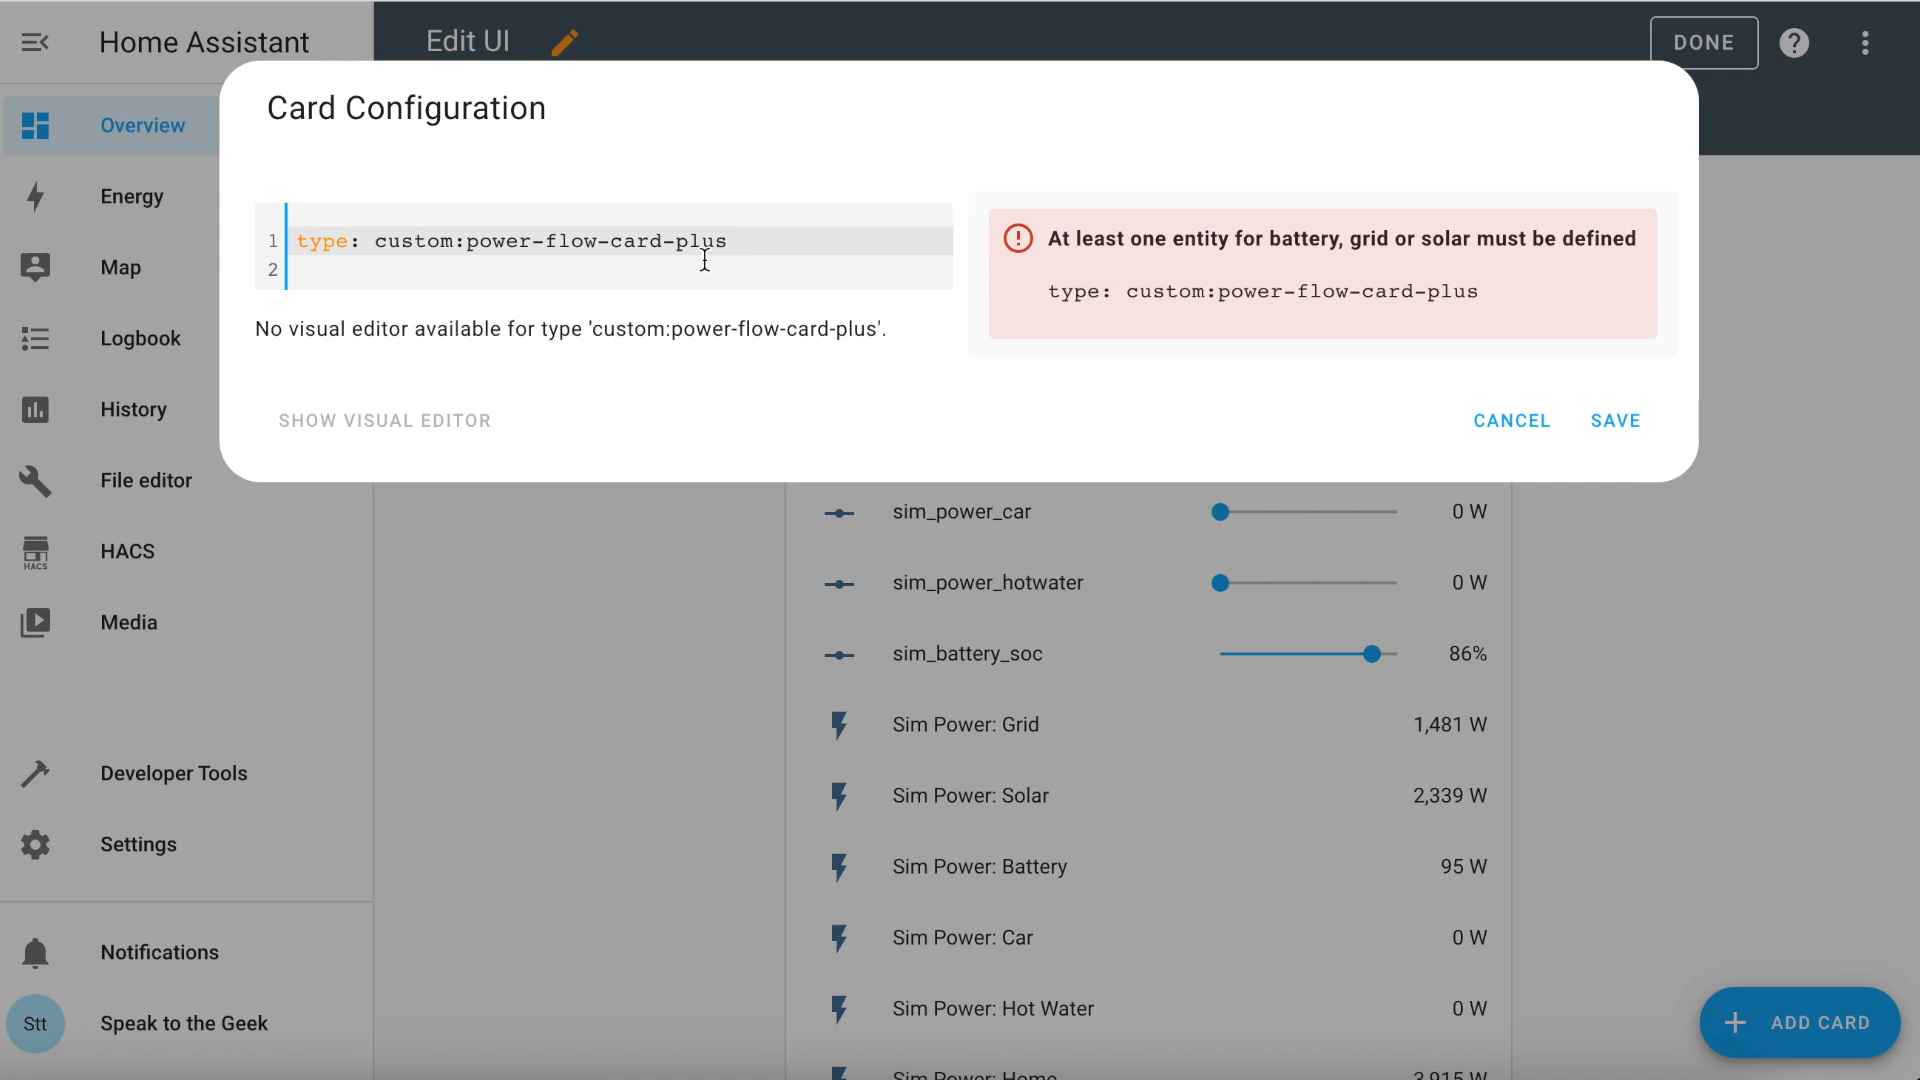 Home Assistant
Edit UI
DONE
Card Configuration
Overview
Energy
Map
Logbook
History
File editor
HACS
HACS
Media
Developer Tools
Settings
Notifications
Stt
Speak to the Geek
1 type: custom:power-flow-card-plus
2
No visual editor available for type 'custom:power-flow-card-plus'.
At least one entity for battery, grid or solar must be defined
type: custom:power-flow-card-plus
SHOW VISUAL EDITOR
CANCEL
SAVE
sim_power_car 0 W
sim_power_hotwater 0 W
sim_battery_soc 86%
Sim Power: Grid 1,481 W
Sim Power: Solar 2,339 W
Sim Power: Battery 95 W
Sim Power: Car 0 W
Sim Power: Hot Water 0 W
Sim Power: Home 3,915 W
+ ADD CARD